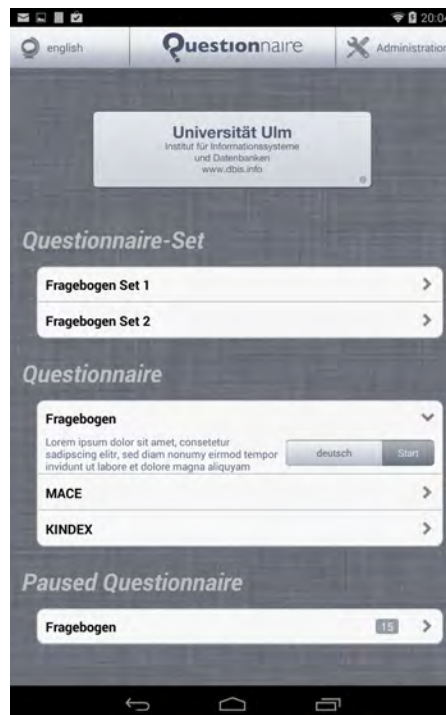 20:04
english
Questionnaire
Administration
Universität Ulm
Institut für Informationssysteme
und Datenbanken
www.dbis.info
Questionnaire-Set
Fragebogen Set 1
Fragebogen Set 2
Questionnaire
Fragebogen
Lorem ipsum dolor sit amet, consetetur
sadipscing elitr, sed diam nonumy eirmod tempor
invidunt ut labore et dolore magna aliquyam
deutsch
Start
MACE
KINDEX
Paused Questionnaire
Fragebogen
15